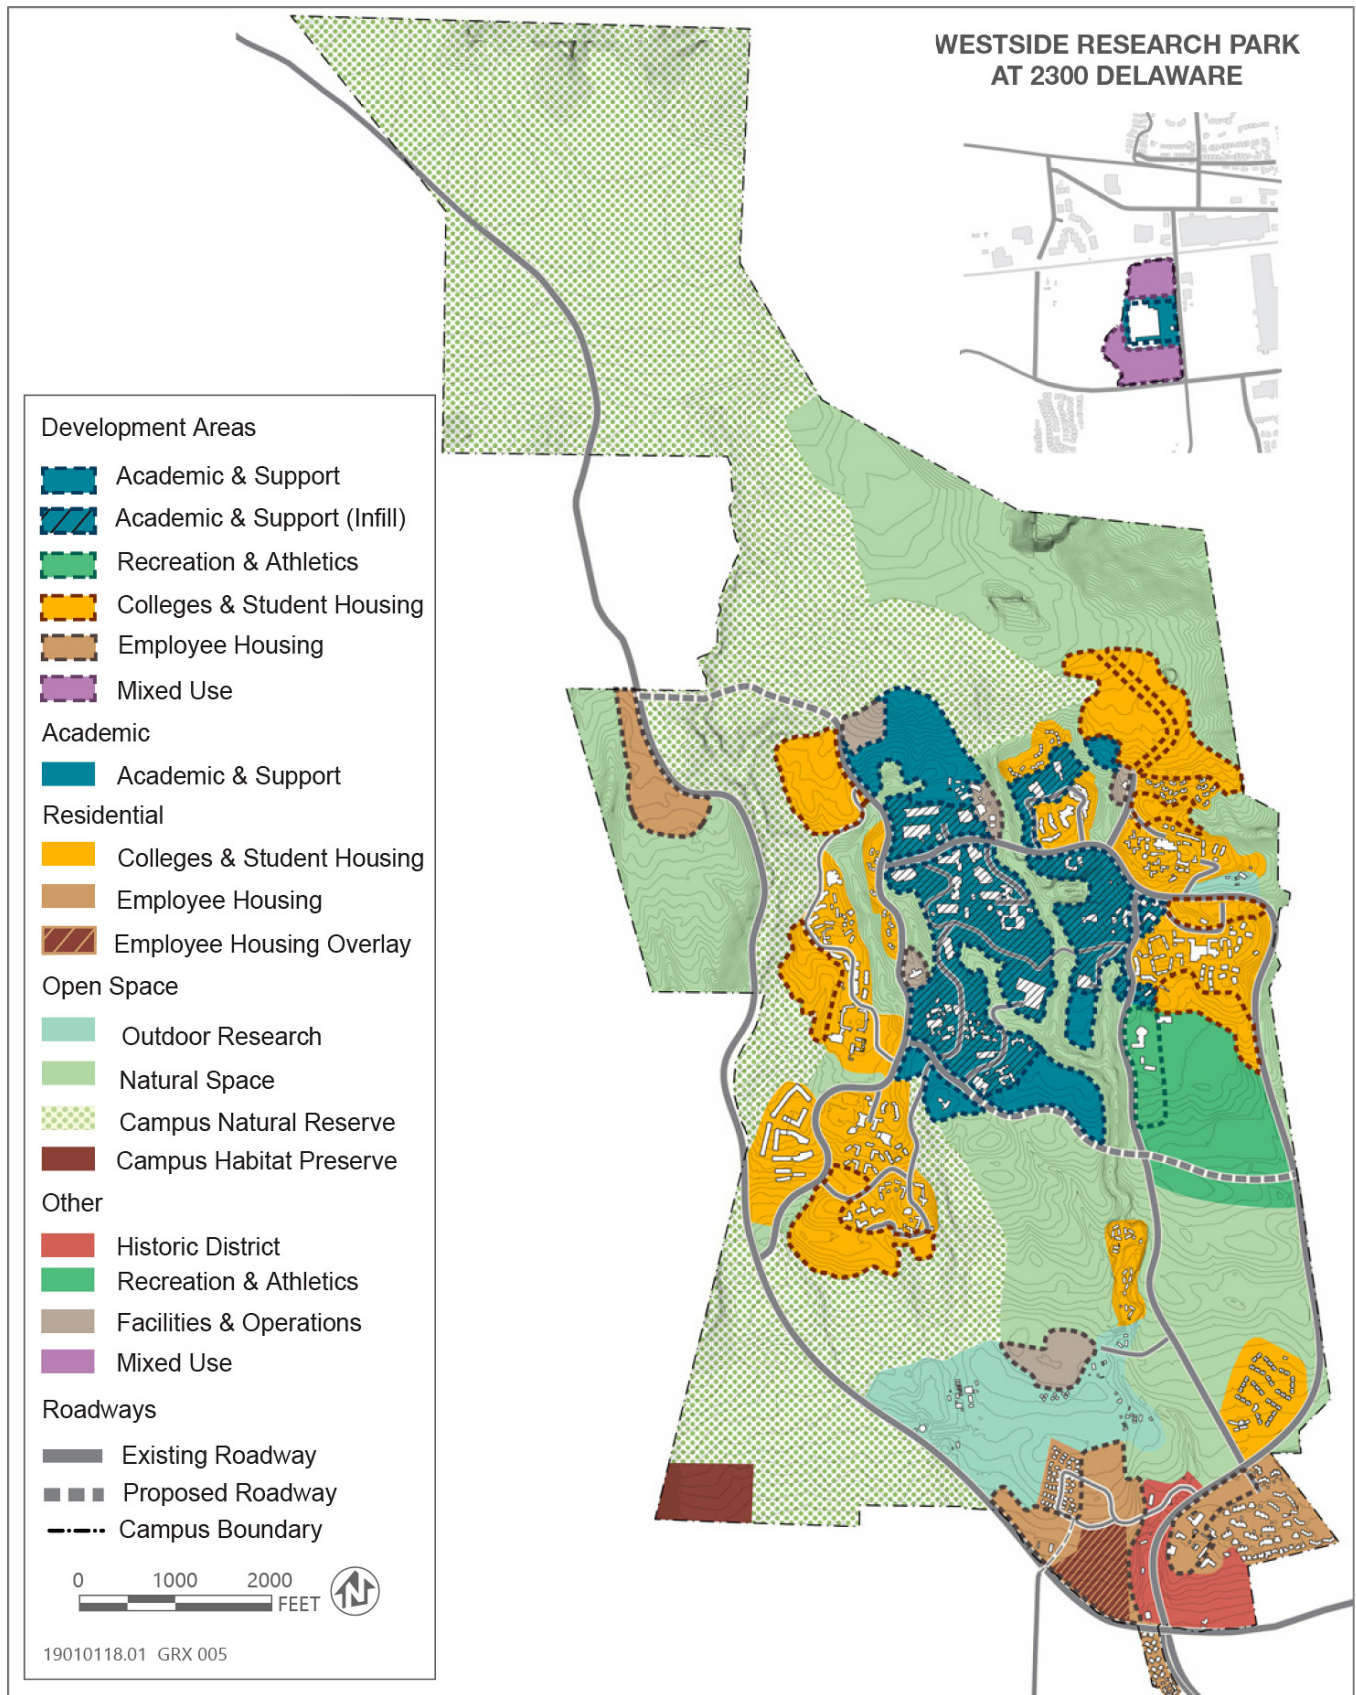 WESTSIDE RESEARCH PARK
AT 2300 DELAWARE
Development Areas
Academic & Support
Academic & Support (Infill)
Recreation & Athletics
Colleges & Student Housing
Employee Housing
Mixed Use
Academic
Academic & Support
Residential
Colleges & Student Housing
Employee Housing
Employee Housing Overlay
Open Space
Outdoor Research
Natural Space
Campus Natural Reserve
Campus Habitat Preserve
Other
Historic District
Recreation & Athletics
Facilities & Operations
Mixed Use
Roadways
Existing Roadway
Proposed Roadway
Campus Boundary
0 1000 2000
FEET
N
19010118.01 GRX 005